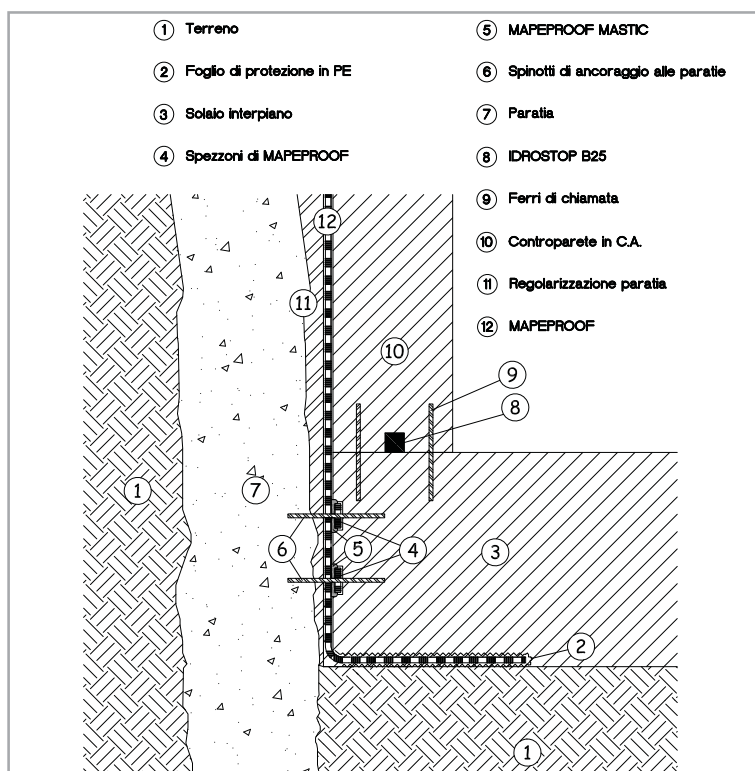 1 Terreno
2 Foglio di protezione in PE
3 Solaio interpiano
4 Spezzoni di MAPEPROOF
5 MAPEPROOF MASTIC
6 Spinotti di ancoraggio alle paratie
7 Paratia
8 IDROSTOP B25
9 Ferri di chiamata
10 Controparete in C.A.
11 Regolarizzazione paratia
12 MAPEPROOF
12
11
10
9
8
1
7
6
5
4
3
2
1